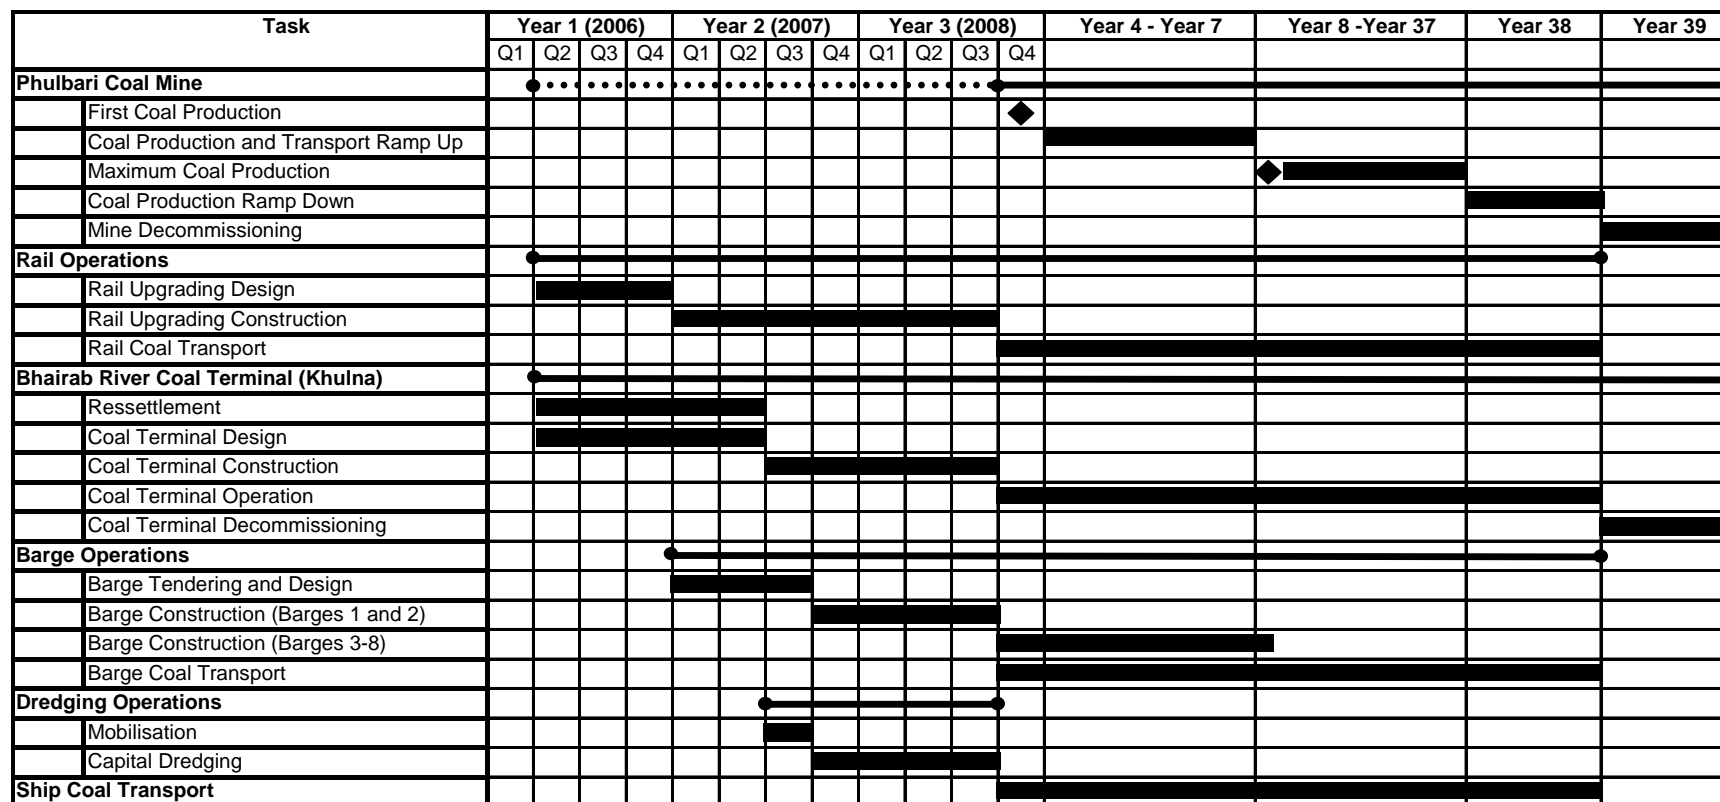 Task Year 1 (2006) Year 2 (2007) Year 3 (2008) Year 4 - Year 7 Year 8 -Year 37 Year 38 Year 39
Q1 Q2 Q3 Q4 Q1 Q2 Q3 Q4 Q1 Q2 Q3 Q4
Phulbari Coal Mine
First Coal Production
Coal Production and Transport Ramp Up
Maximum Coal Production
Coal Production Ramp Down
Mine Decommissioning
Rail Operations
Rail Upgrading Design
Rail Upgrading Construction
Rail Coal Transport
Bhairab River Coal Terminal (Khulna)
Ressettlement
Coal Terminal Design
Coal Terminal Construction
Coal Terminal Operation
Coal Terminal Decommissioning
Barge Operations
Barge Tendering and Design
Barge Construction (Barges 1 and 2)
Barge Construction (Barges 3-8)
Barge Coal Transport
Dredging Operations
Mobilisation
Capital Dredging
Ship Coal Transport